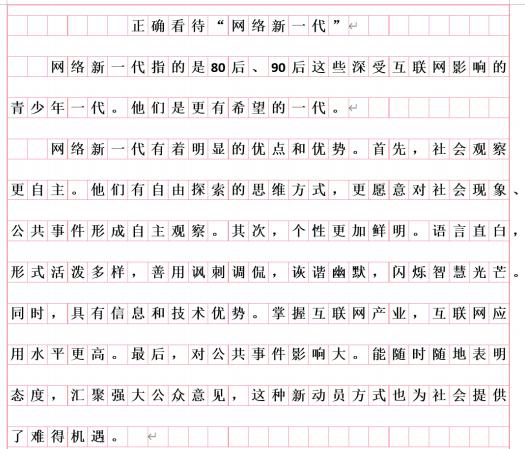 正确看待“网络新一代”
网络新一代指的是80后、90后这些深受互联网影响的
青少年一代。他们是更有希望的一代。
网络新一代有着明显的优点和优势。首先，社会观察
更自主。他们有自由探索的思维方式，更愿意对社会现象、
公共事件形成自主观察。其次，个性更加鲜明。语言直白，
形式活泼多样，善用讽刺调侃，诙谐幽默，闪烁智慧光芒。
同时，具有信息和技术优势。掌握互联网产业，互联网应
用水平更高。最后，对公共事件影响大。能随时随地表明
态度，汇聚强大公众意见，这种新动员方式也为社会提供
了难得机遇。